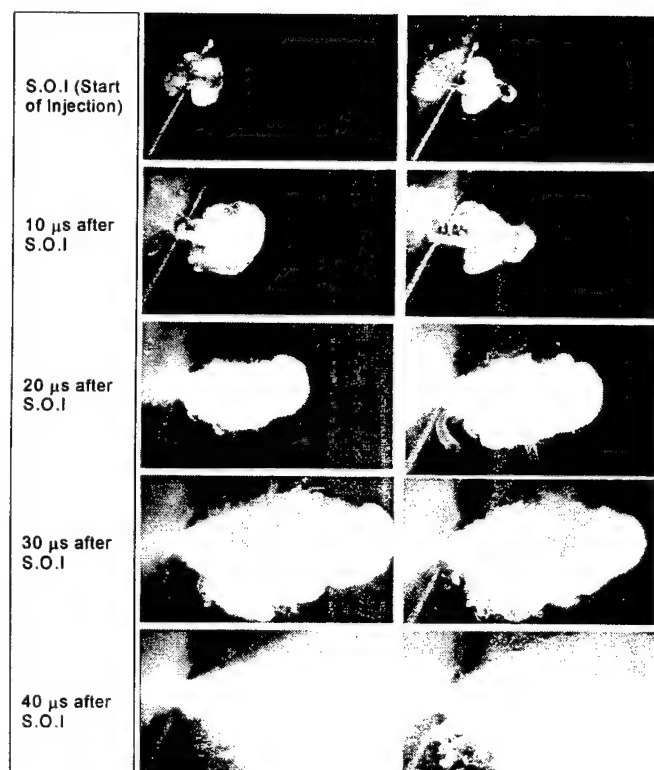 S.O.I (Start
of Injection)
10 μs after
S.O.I
20 μs after
S.O.I
30 μs after
S.O.I
40 μs after
S.O.I